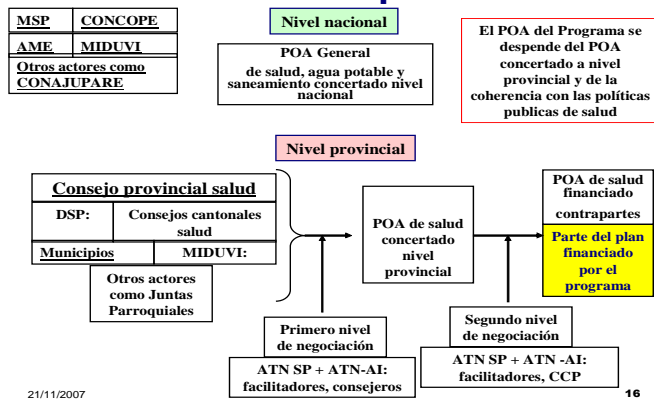 MSP CONCOPE
AME MIDUVI
Otros actores como
CONAJUPARE
Nivel nacional
POA General
de salud, agua potable y
saneamiento concertado nivel
nacional
El POA del Programa se
despende del POA
concertado a nivel
provincial y de la
coherencia con las políticas
publicas de salud
Nivel provincial
Consejo provincial salud
DSP: Consejos cantonales
salud
Municipios MIDUVI:
Otros actores
como Juntas
Parroquiales
POA de salud
concertado
nivel
provincial
POA de salud
financiado
contrapartes
Parte del plan
financiado
por el
programa
Primero nivel
de negociación
ATN SP + ATN-AI:
facilitadores, consejeros
Segundo nivel
de negociación
ATN SP + ATN -AI:
facilitadores, CCP
21/11/2007
16